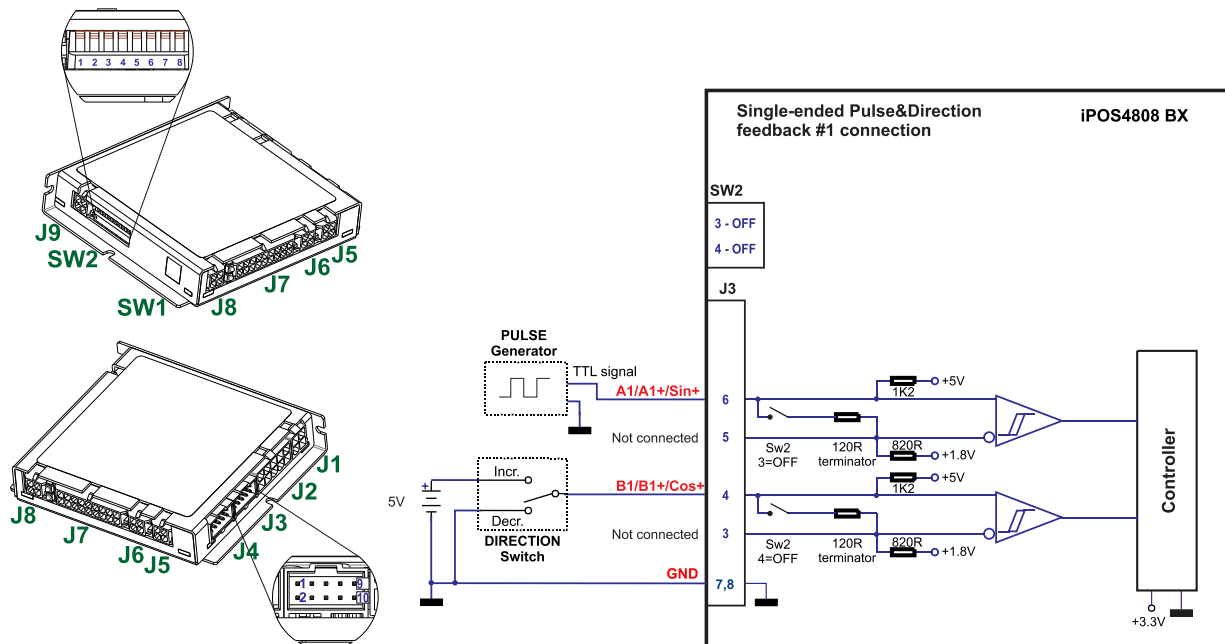 1 2 3 4 5 6 7 8
J9
SW2
SW1
J8
J7
J6
J5
J8
J7
J6
J5
J4
J3
J2
J1
1 9
2 10
Single-ended Pulse&Direction
feedback #1 connection
iPOS4808 BX
SW2
3 - OFF
4 - OFF
J3
PULSE
Generator
TTL signal
A1/A1+/Sin+
6
+5V
1K2
Not connected
5
Sw2
3=OFF
120R
terminator
820R
+1.8V
5V
+
Incr.
Decr.
DIRECTION
Switch
B1/B1+/Cos+
4
+5V
1K2
Not connected
3
Sw2
4=OFF
120R
terminator
820R
+1.8V
GND
7,8
Controller
+3.3V